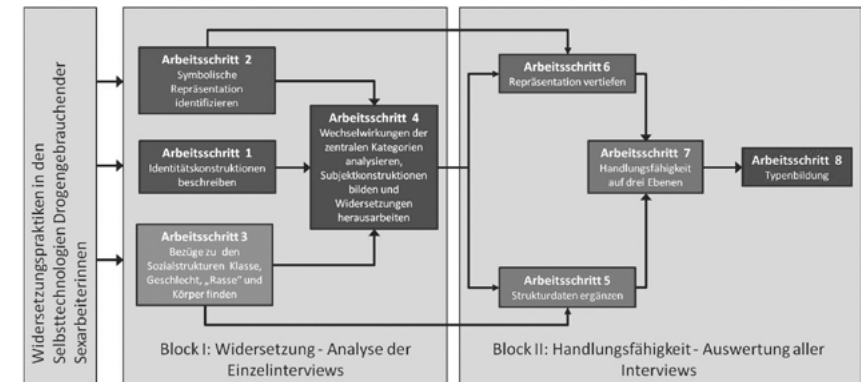 Widersetzungspraktiken in den
Selbsttechnologien Drogengebrauchender
Sexarbeiterinnen
Arbeitsschritt 2
Symbolische
Repräsentation
identifizieren
Arbeitsschritt 1
Identitätskonstruktionen
beschreiben
Arbeitsschritt 3
Bezüge zu den
Sozialstrukturen Klasse,
Geschlecht, „Rasse" und
Körper finden
Arbeitsschritt 4
Wechselwirkungen der
zentralen Kategorien
analysieren,
Subjektkonstruktionen
bilden und
Widersetzungen
herausarbeiten
Block I: Widersetzung - Analyse der
Einzelinterviews
Arbeitsschritt 6
Repräsentation vertiefen
Arbeitsschritt 7
Handlungsfähigkeit
auf drei Ebenen
Arbeitsschritt 8
Typenbildung
Arbeitsschritt 5
Strukturdaten ergänzen
Block II: Handlungsfähigkeit - Auswertung aller
Interviews